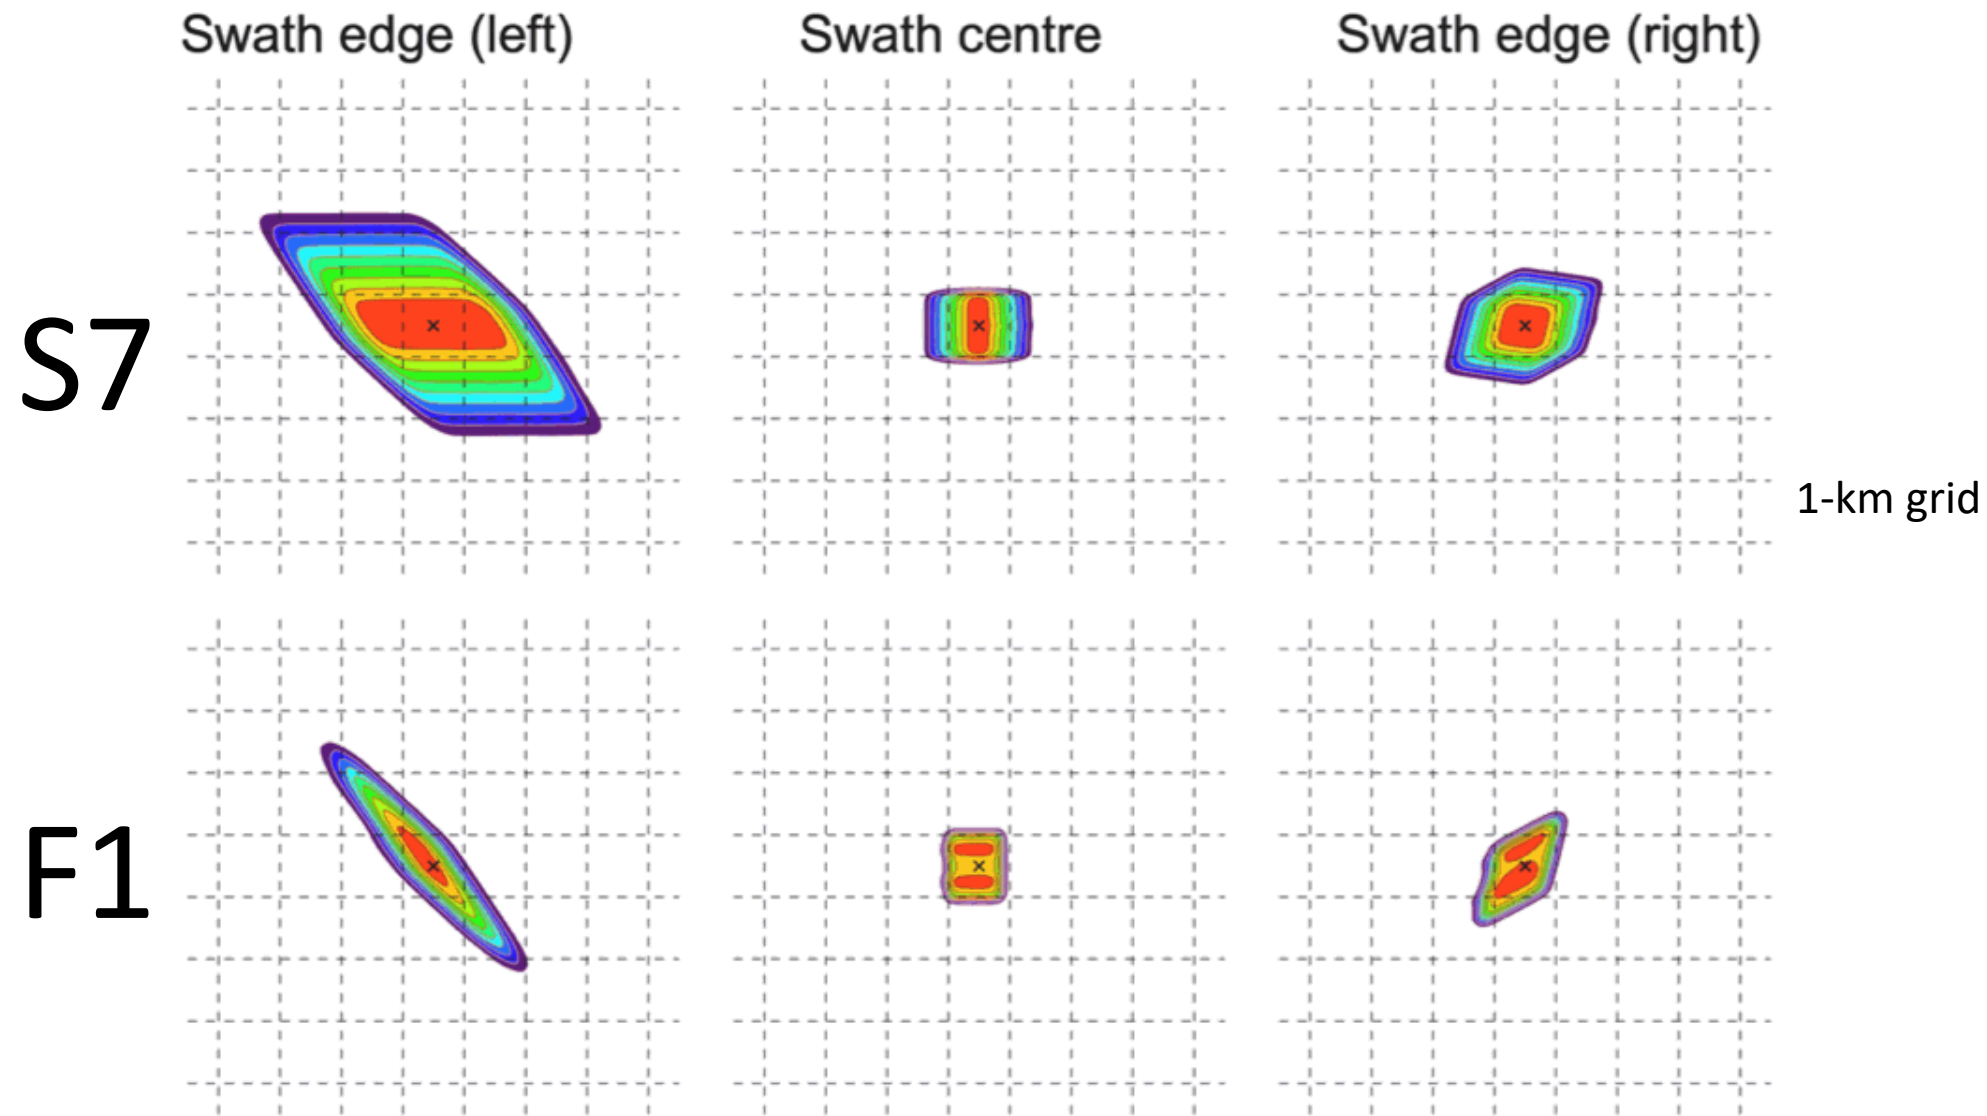 Swath edge (left)
Swath centre
Swath edge (right)
S7
1-km grid
F1